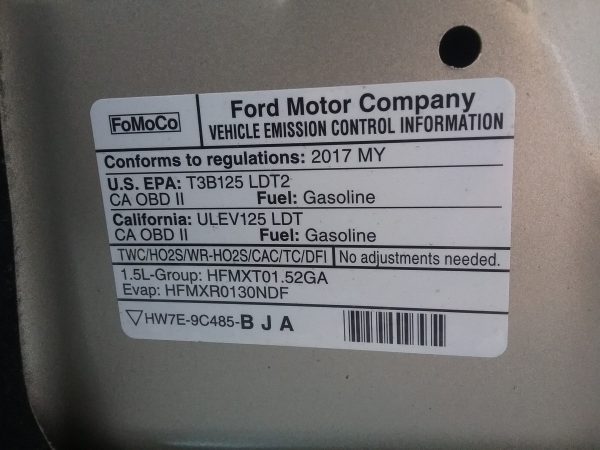 FoMoCo
Ford Motor Company
VEHICLE EMISSION CONTROL INFORMATION
Conforms to regulations: 2017 MY
U.S. EPA: T3B125 LDT2
CA OBD II Fuel: Gasoline
California: ULEV125 LDT
CA OBD II Fuel: Gasoline
TWC/HO2S/WR-HO2S/CAC/TC/DFI No adjustments needed.
1.5L-Group: HFMXT01.52GA
Evap: HFMXR0130NDF
▽HW7E-9C485-B J A